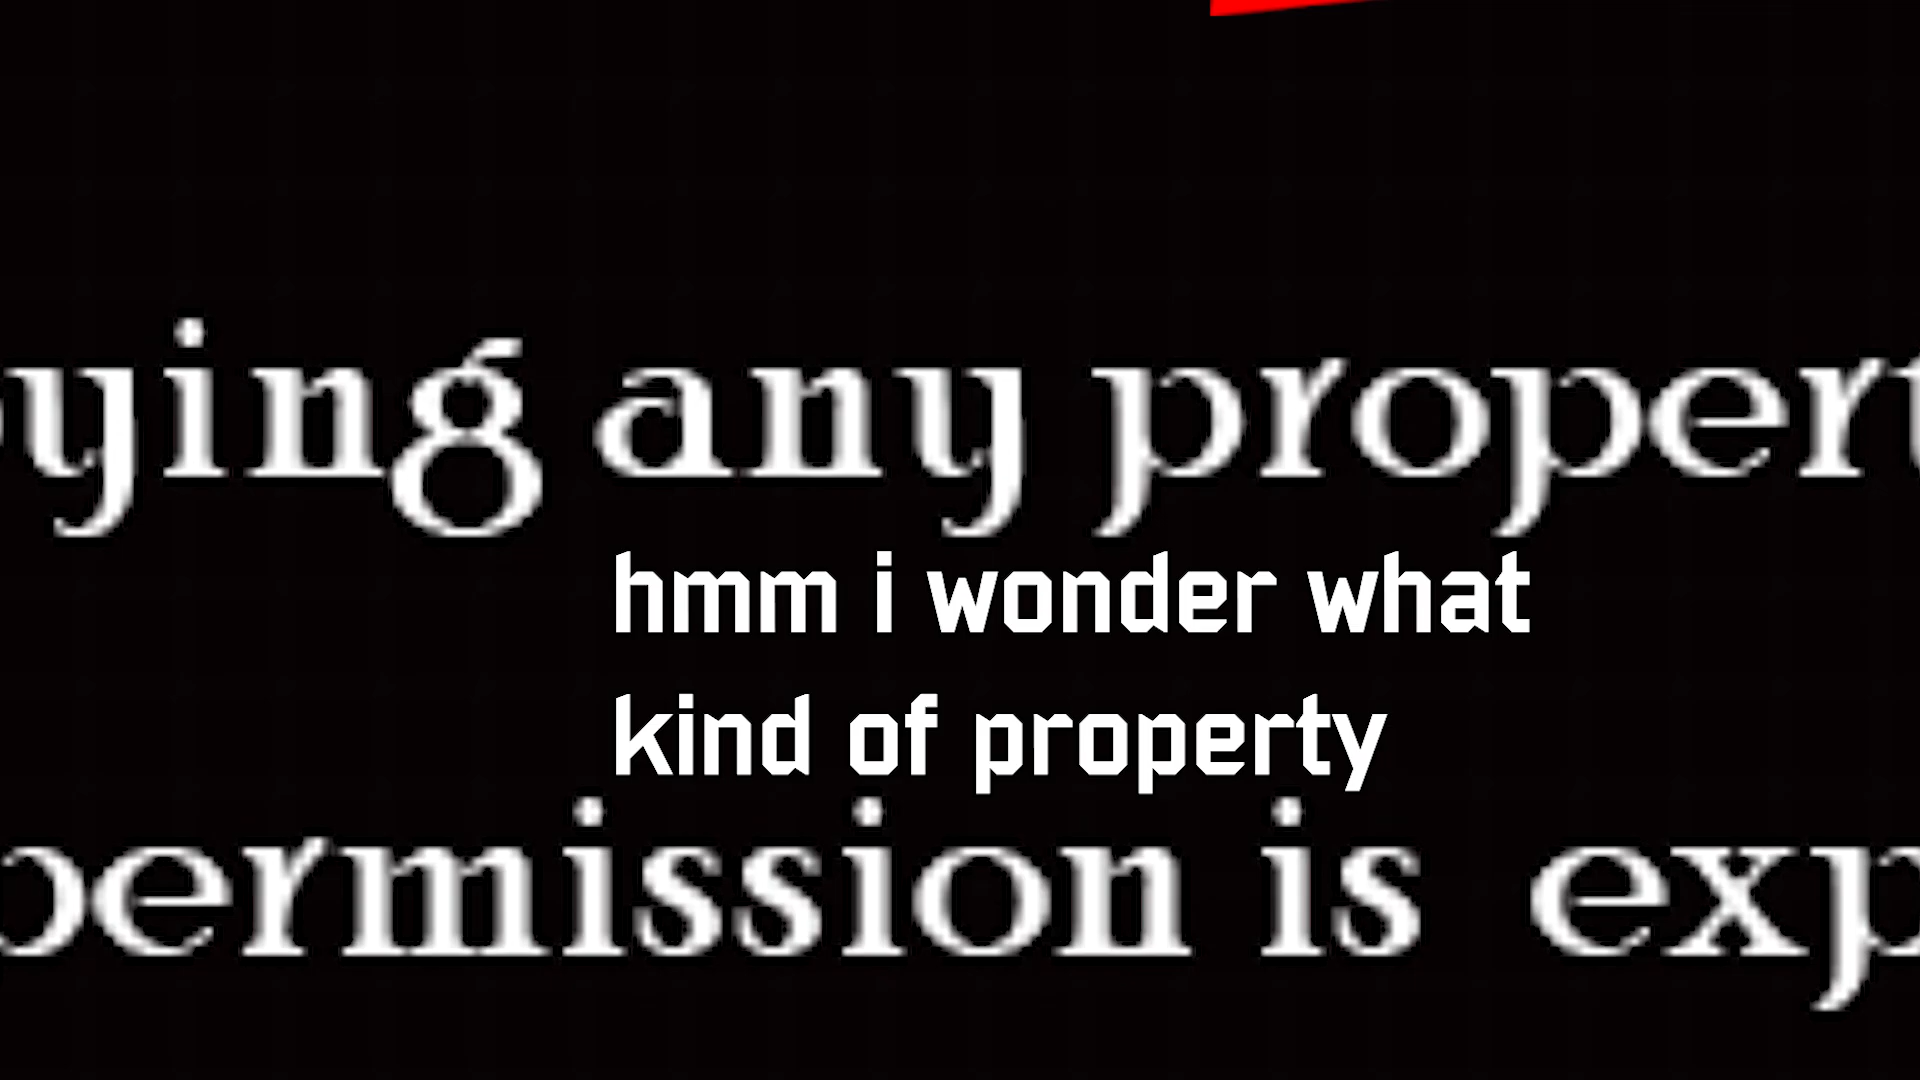 ying any propert
hmm i wonder what
kind of property
permission is exp